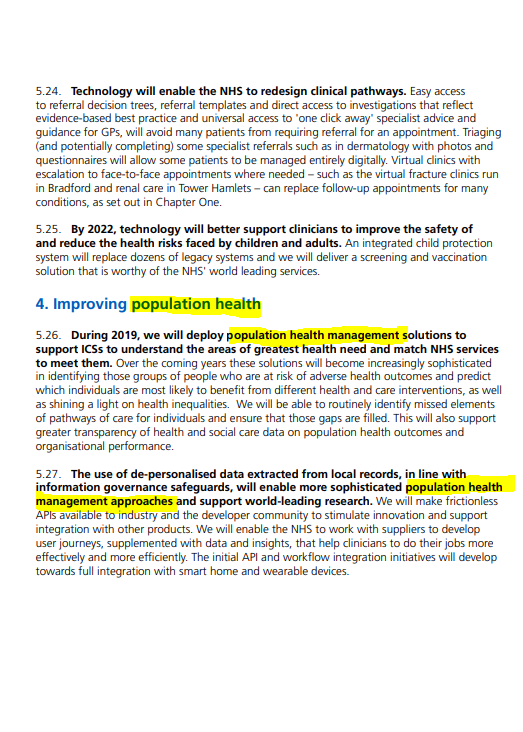 5.24. Technology will enable the NHS to redesign clinical pathways. Easy access
to referral decision trees, referral templates and direct access to investigations that reflect
evidence-based best practice and universal access to 'one click away' specialist advice and
guidance for GPs, will avoid many patients from requiring referral for an appointment. Triaging
(and potentially completing) some specialist referrals such as in dermatology with photos and
questionnaires will allow some patients to be managed entirely digitally. Virtual clinics with
escalation to face-to-face appointments where needed – such as the virtual fracture clinics run
in Bradford and renal care in Tower Hamlets – can replace follow-up appointments for many
conditions, as set out in Chapter One.
5.25. By 2022, technology will better support clinicians to improve the safety of
and reduce the health risks faced by children and adults. An integrated child protection
system will replace dozens of legacy systems and we will deliver a screening and vaccination
solution that is worthy of the NHS' world leading services.
4. Improving population health
5.26. During 2019, we will deploy population health management solutions to
support ICSs to understand the areas of greatest health need and match NHS services
to meet them. Over the coming years these solutions will become increasingly sophisticated
in identifying those groups of people who are at risk of adverse health outcomes and predict
which individuals are most likely to benefit from different health and care interventions, as well
as shining a light on health inequalities. We will be able to routinely identify missed elements
of pathways of care for individuals and ensure that those gaps are filled. This will also support
greater transparency of health and social care data on population health outcomes and
organisational performance.
5.27. The use of de-personalised data extracted from local records, in line with
information governance safeguards, will enable more sophisticated population health
management approaches and support world-leading research. We will make frictionless
APIs available to industry and the developer community to stimulate innovation and support
integration with other products. We will enable the NHS to work with suppliers to develop
user journeys, supplemented with data and insights, that help clinicians to do their jobs more
effectively and more efficiently. The initial API and workflow integration initiatives will develop
towards full integration with smart home and wearable devices.